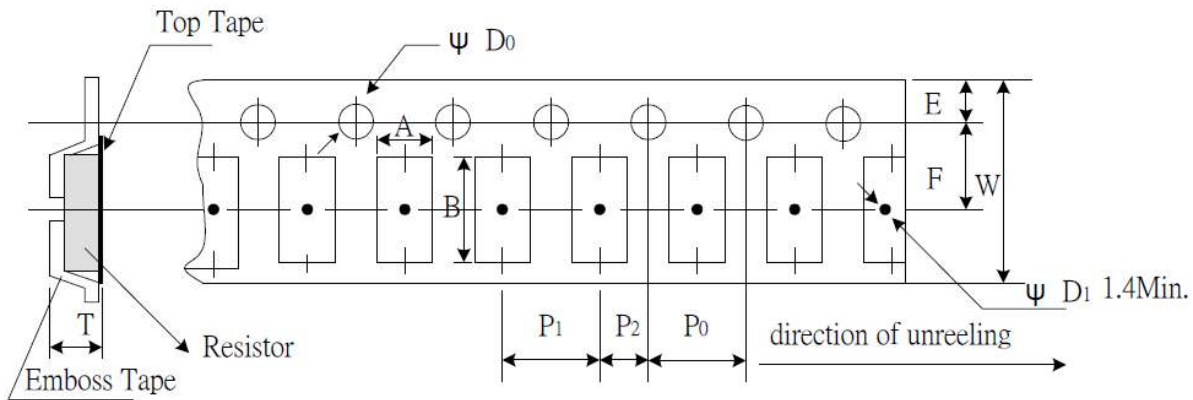 Top Tape
Ψ D0
A
E
F
W
B
T
Resistor
Emboss Tape
P1
P2
P0
direction of unreeling
Ψ D1 1.4Min.